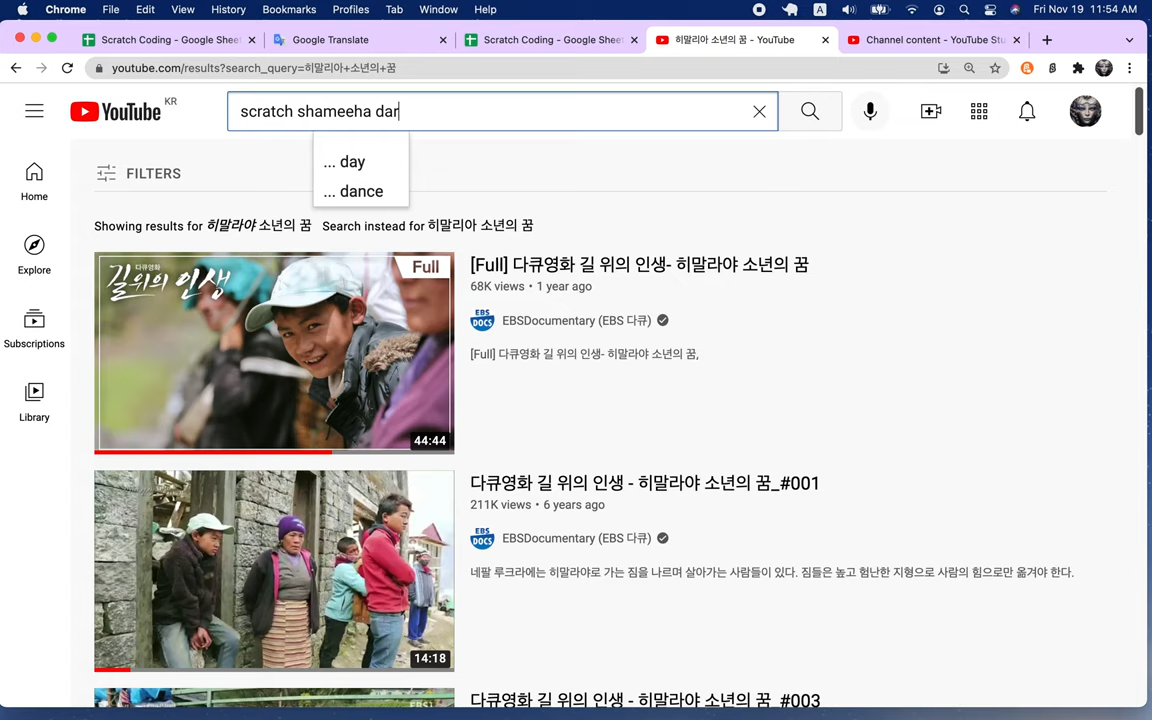 Chrome File Edit View History Bookmarks Profiles Tab Window Help A Fri Nov 19 11:54 AM
Scratch Coding - Google Sheet Google Translate Scratch Coding - Google Sheet 히말리아 소년의 꿈 - YouTube Channel content - YouTube Stu
youtube.com/results?search_query=히말리아+소년의+꿈
YouTube KR
scratch shameeha dar
... day
... dance
Home
Explore
Subscriptions
Library
FILTERS
Showing results for 히말라야 소년의 꿈 Search instead for 히말리아 소년의 꿈
다큐영화
길 위의 인생
Full
44:44
[Full] 다큐영화 길 위의 인생- 히말라야 소년의 꿈
68K views • 1 year ago
EBS DOCS EBSDocumentary (EBS 다큐)
[Full] 다큐영화 길 위의 인생- 히말라야 소년의 꿈,
14:18
다큐영화 길 위의 인생 - 히말라야 소년의 꿈_#001
211K views • 6 years ago
EBS DOCS EBSDocumentary (EBS 다큐)
네팔 루크라에는 히말라야로 가는 짐을 나르며 살아가는 사람들이 있다. 짐들은 높고 험난한 지형으로 사람의 힘으로만 옮겨야 한다.
다큐영화 길 위의 인생 - 히말라야 소년의 꿈_#003